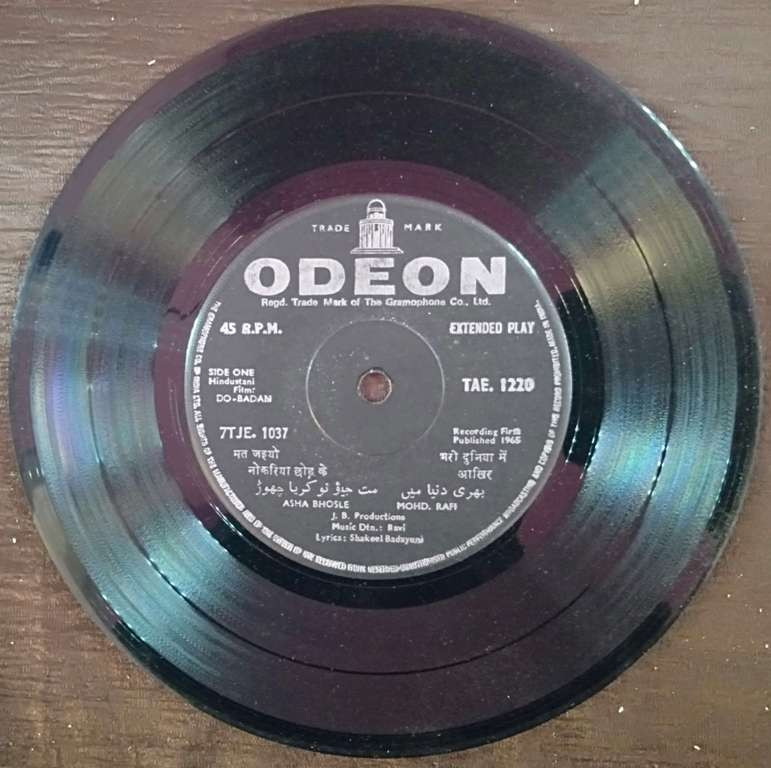 TRADE MARK
ODEON
Regd. Trade Mark of The Gramophone Co., Ltd.
45 R.P.M. EXTENDED PLAY
SIDE ONE
Hindustani
Film:
DO-BADAN
TAE. 1220
7TJE. 1037
Recording First
Published 1965
मत जइयो भरी दुनिया में
नोकरिया छोड़ के आखिर
مت جیؤ نو کریا چھوڑ بھری دنیا میں
ASHA BHOSLE MOHD. RAFI
J. B. Productions
Music Dtn.: Ravi
Lyrics: Shakeel Badayuni